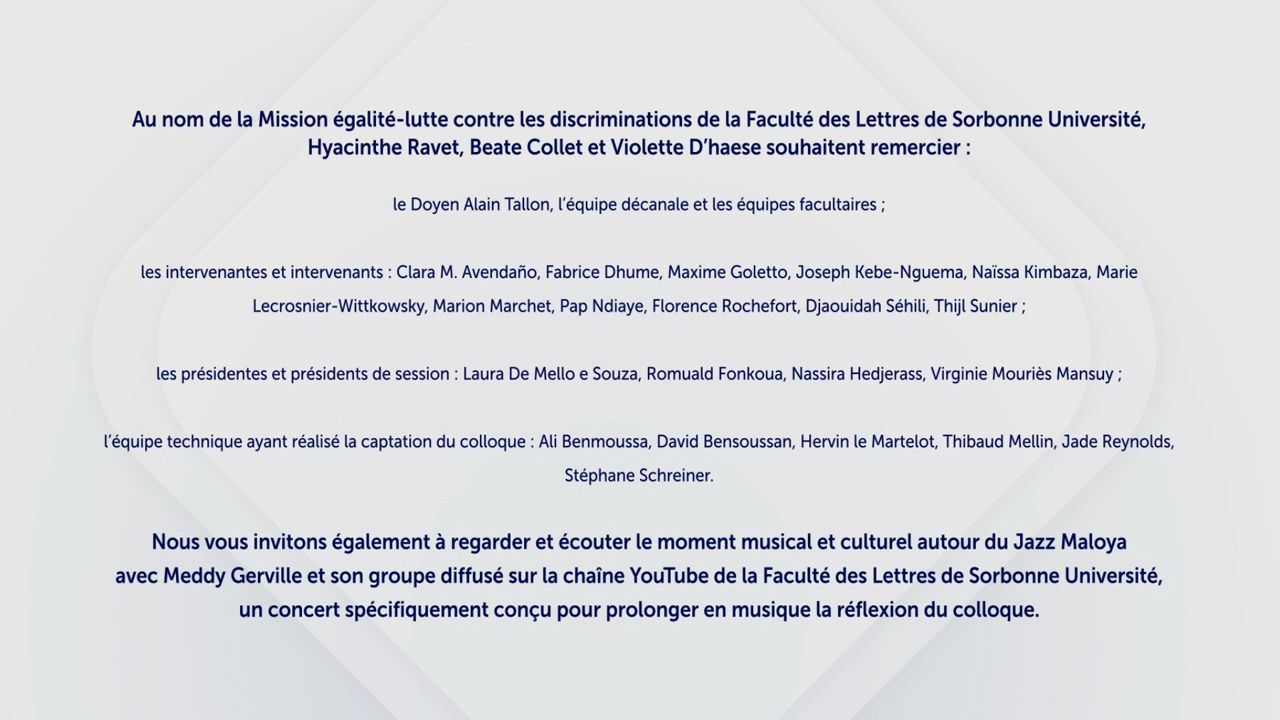 Au nom de la Mission égalité-lutte contre les discriminations de la Faculté des Lettres de Sorbonne Université,
Hyacinthe Ravet, Beate Collet et Violette D’haese souhaitent remercier :
le Doyen Alain Tallon, l’équipe décanale et les équipes facultaires ;
les intervenantes et intervenants : Clara M. Avendaño, Fabrice Dhume, Maxime Goletto, Joseph Kebe-Nguema, Naïssa Kimbaza, Marie
Lecrosnier-Wittkowsky, Marion Marchet, Pap Ndiaye, Florence Rochefort, Djaouidah Séhili, Thijl Sunier ;
les présidentes et présidents de session : Laura De Mello e Souza, Romuald Fonkoua, Nassira Hedjerass, Virginie Mouriès Mansuy ;
l’équipe technique ayant réalisé la captation du colloque : Ali Benmoussa, David Bensoussan, Hervin le Martelot, Thibaud Mellin, Jade Reynolds,
Stéphane Schreiner.
Nous vous invitons également à regarder et écouter le moment musical et culturel autour du Jazz Maloya
avec Meddy Gerville et son groupe diffusé sur la chaîne YouTube de la Faculté des Lettres de Sorbonne Université,
un concert spécifiquement conçu pour prolonger en musique la réflexion du colloque.